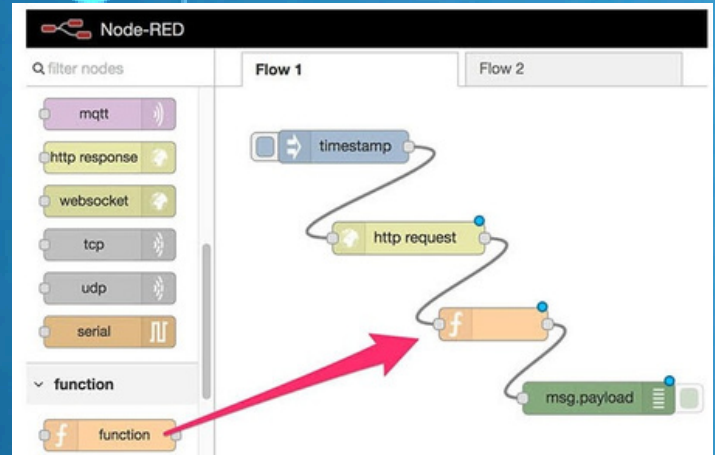 Node-RED
filter nodes
Flow 1
Flow 2
mqtt
http response
websocket
tcp
udp
serial
function
function
timestamp
http request
f
msg.payload
f